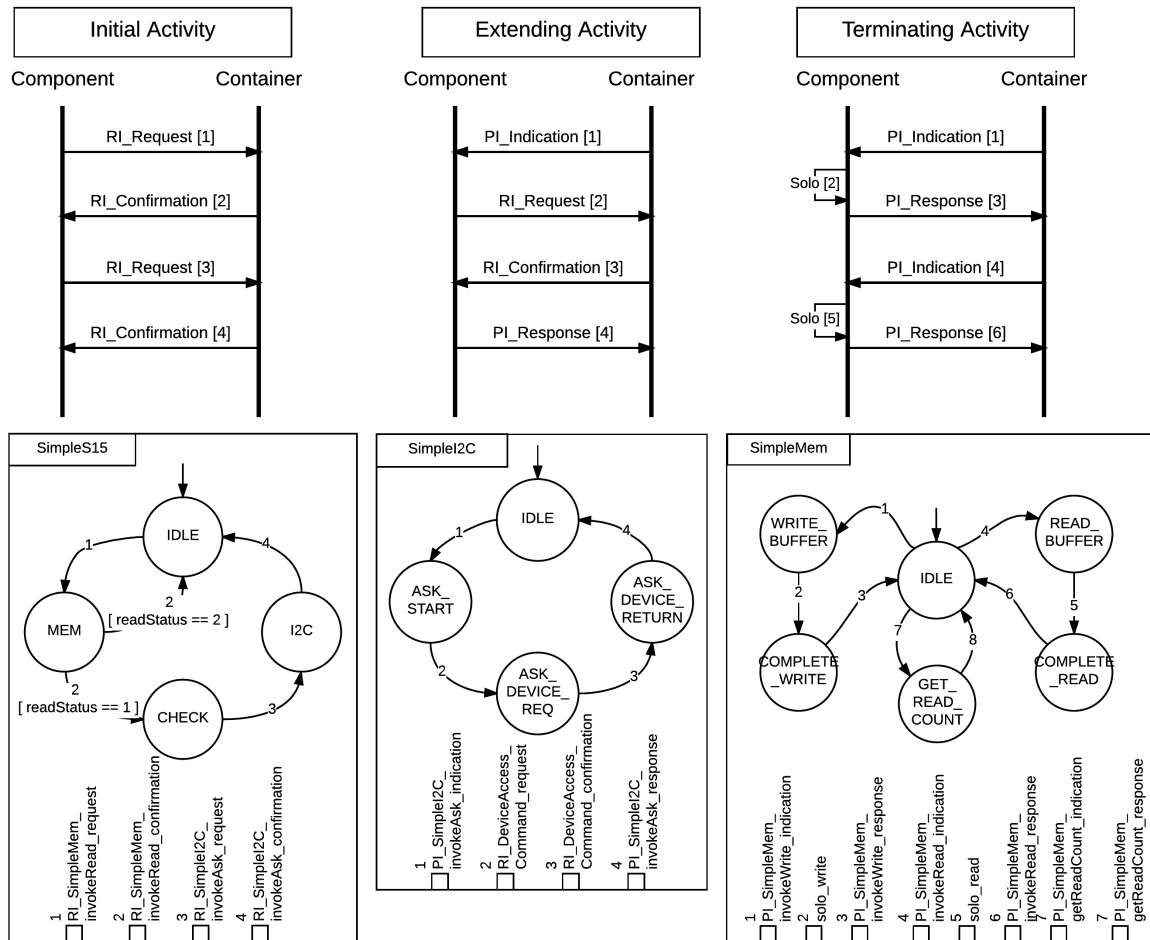 Initial Activity
Extending Activity
Terminating Activity
Component
Container
Component
Container
Component
Container
RI_Request [1]
RI_Confirmation [2]
RI_Request [3]
RI_Confirmation [4]
PI_Indication [1]
RI_Request [2]
RI_Confirmation [3]
PI_Response [4]
PI_Indication [1]
Solo [2]
PI_Response [3]
PI_Indication [4]
Solo [5]
PI_Response [6]
SimpleS15
IDLE
1
4
2
[ readStatus == 2 ]
MEM
I2C
2
[ readStatus == 1 ]
CHECK
3
1
RI_SimpleMem_
invokeRead_request
2
RI_SimpleMem_
invokeRead_confirmation
3
RI_SimpleI2C_
invokeAsk_request
4
RI_SimpleI2C_
invokeAsk_confirmation
SimpleI2C
IDLE
1
4
ASK_
START
ASK_
DEVICE_
RETURN
2
ASK_
DEVICE_
REQ
3
1
PI_SimpleI2C_
invokeAsk_indication
2
RI_DeviceAccess_
Command_request
3
RI_DeviceAccess_
Command_confirmation
4
PI_SimpleI2C_
invokeAsk_response
SimpleMem
WRITE_
BUFFER
1
4
READ_
BUFFER
IDLE
2
3
6
5
7
8
COMPLETE
_WRITE
GET_
READ_
COUNT
COMPLETE
_READ
1
PI_SimpleMem_
invokeWrite_indication
2
solo_write
3
PI_SimpleMem_
invokeWrite_response
4
PI_SimpleMem_
invokeRead_indication
5
solo_read
6
PI_SimpleMem_
invokeRead_response
7
PI_SimpleMem_
getReadCount_indication
7
PI_SimpleMem_
getReadCount_response